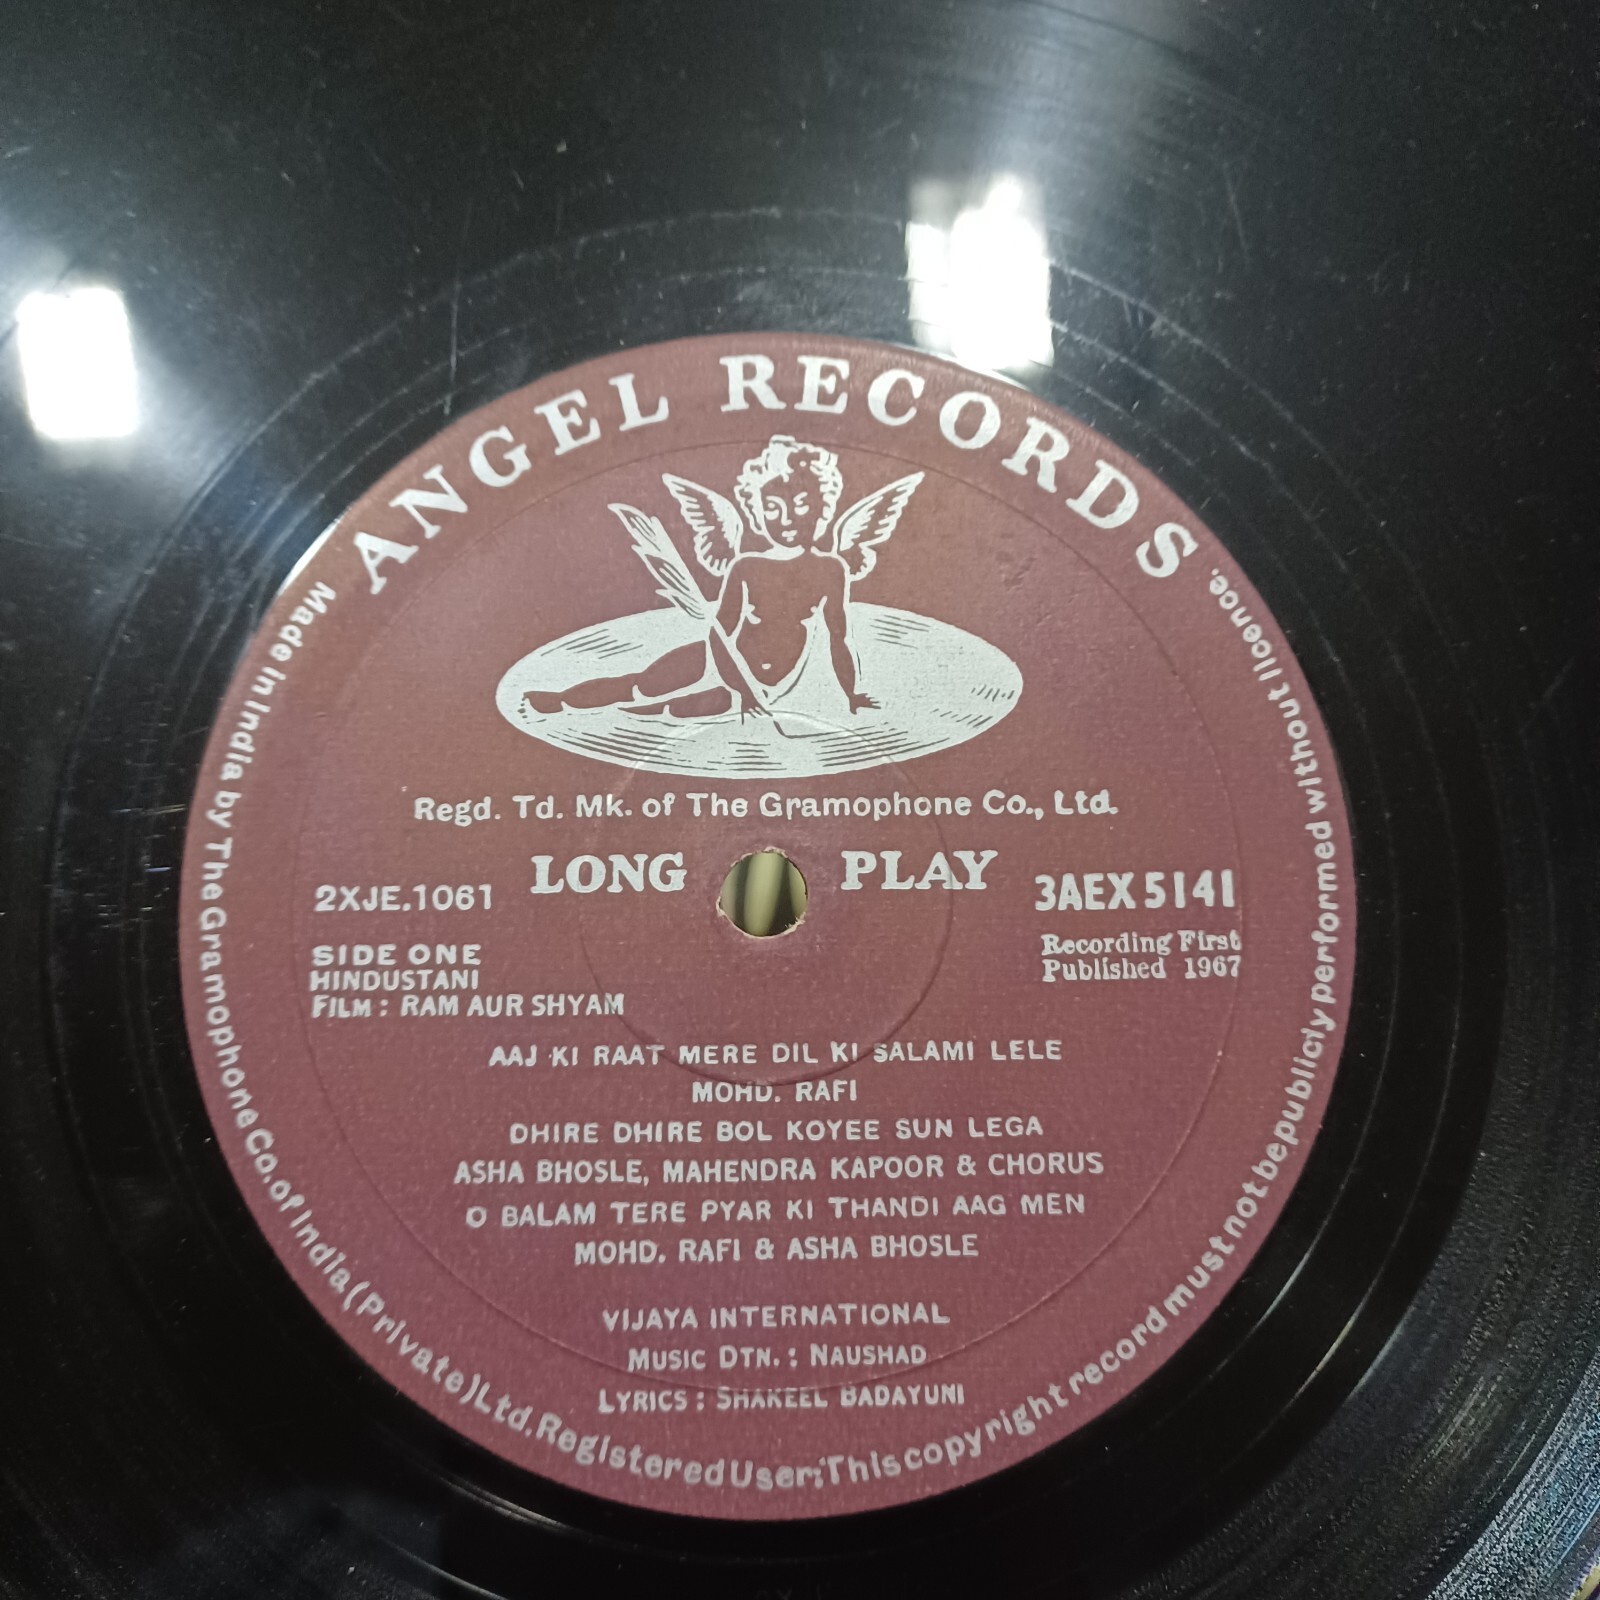 ANGEL RECORDS
Regd. Td. Mk. of The Gramophone Co., Ltd.
LONG PLAY
2XJE.1061
3AEX 5141
SIDE ONE
Recording First
Published 1967
HINDUSTANI
FILM : RAM AUR SHYAM
AAJ KI RAAT MERE DIL KI SALAMI LELE
MOHD. RAFI
DHIRE DHIRE BOL KOYEE SUN LEGA
ASHA BHOSLE, MAHENDRA KAPOOR & CHORUS
O BALAM TERE PYAR KI THANDI AAG MEN
MOHD. RAFI & ASHA BHOSLE
VIJAYA INTERNATIONAL
MUSIC DTN. : NAUSHAD
LYRICS : SHAKEEL BADAYUNI
Made in India by The Gramophone Co. of India (Private) Ltd. Registered User; This copyright record must not be publicly performed without licence.